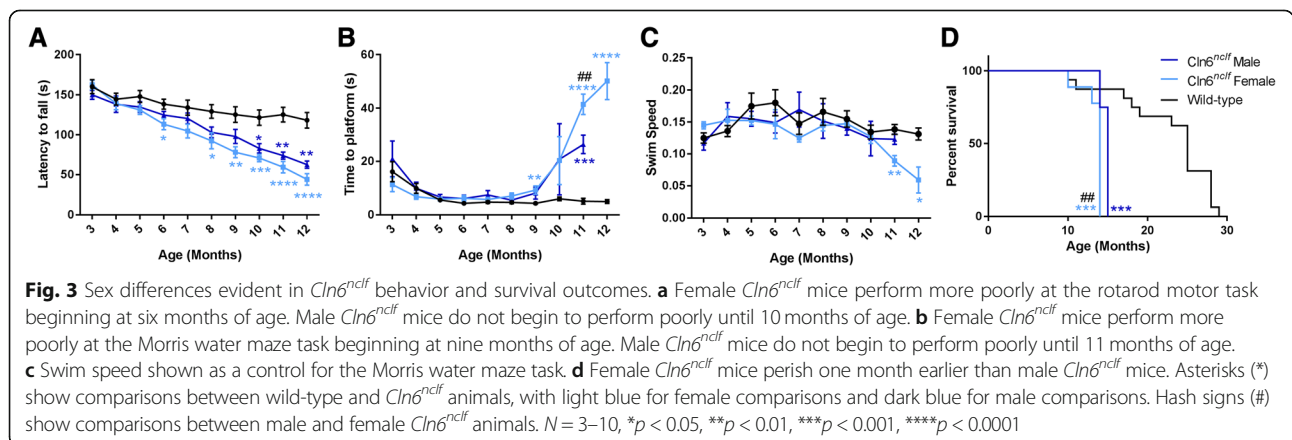 A
Latency to fall (s)
200
150
100
50
0
3 4 5 6 7 8 9 10 11 12
Age (Months)
* * ** *** **** ****
* ** **
B
Time to platform (s)
60
40
20
0
3 4 5 6 7 8 9 10 11 12
Age (Months)
** **** ****
##
***
C
Swim Speed
0.25
0.20
0.15
0.10
0.05
0.00
3 4 5 6 7 8 9 10 11 12
Age (Months)
**
*
D
Percent survival
100
50
0
0 10 20 30
Age (Months)
##
*** ***
Cln6nclf Male
Cln6nclf Female
Wild-type
Fig. 3 Sex differences evident in Cln6nclf behavior and survival outcomes. a Female Cln6nclf mice perform more poorly at the rotarod motor task
beginning at six months of age. Male Cln6nclf mice do not begin to perform poorly until 10 months of age. b Female Cln6nclf mice perform more
poorly at the Morris water maze task beginning at nine months of age. Male Cln6nclf mice do not begin to perform poorly until 11 months of age.
c Swim speed shown as a control for the Morris water maze task. d Female Cln6nclf mice perish one month earlier than male Cln6nclf mice. Asterisks (*)
show comparisons between wild-type and Cln6nclf animals, with light blue for female comparisons and dark blue for male comparisons. Hash signs (#)
show comparisons between male and female Cln6nclf animals. N = 3–10, *p < 0.05, **p < 0.01, ***p < 0.001, ****p < 0.0001